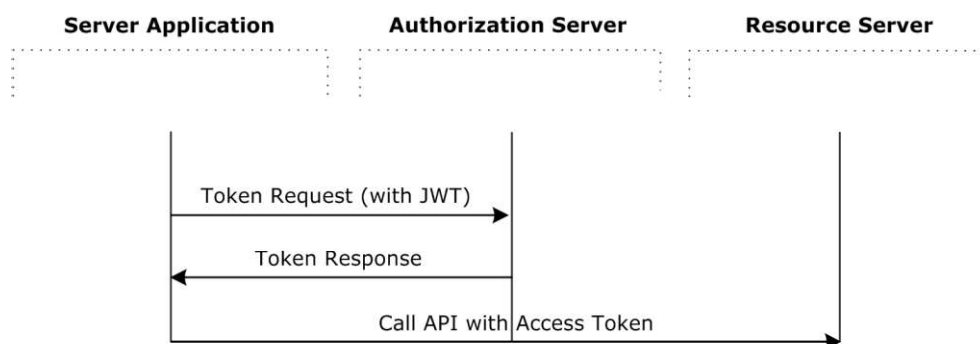 Server Application
Authorization Server
Resource Server
Token Request (with JWT)
Token Response
Call API with Access Token